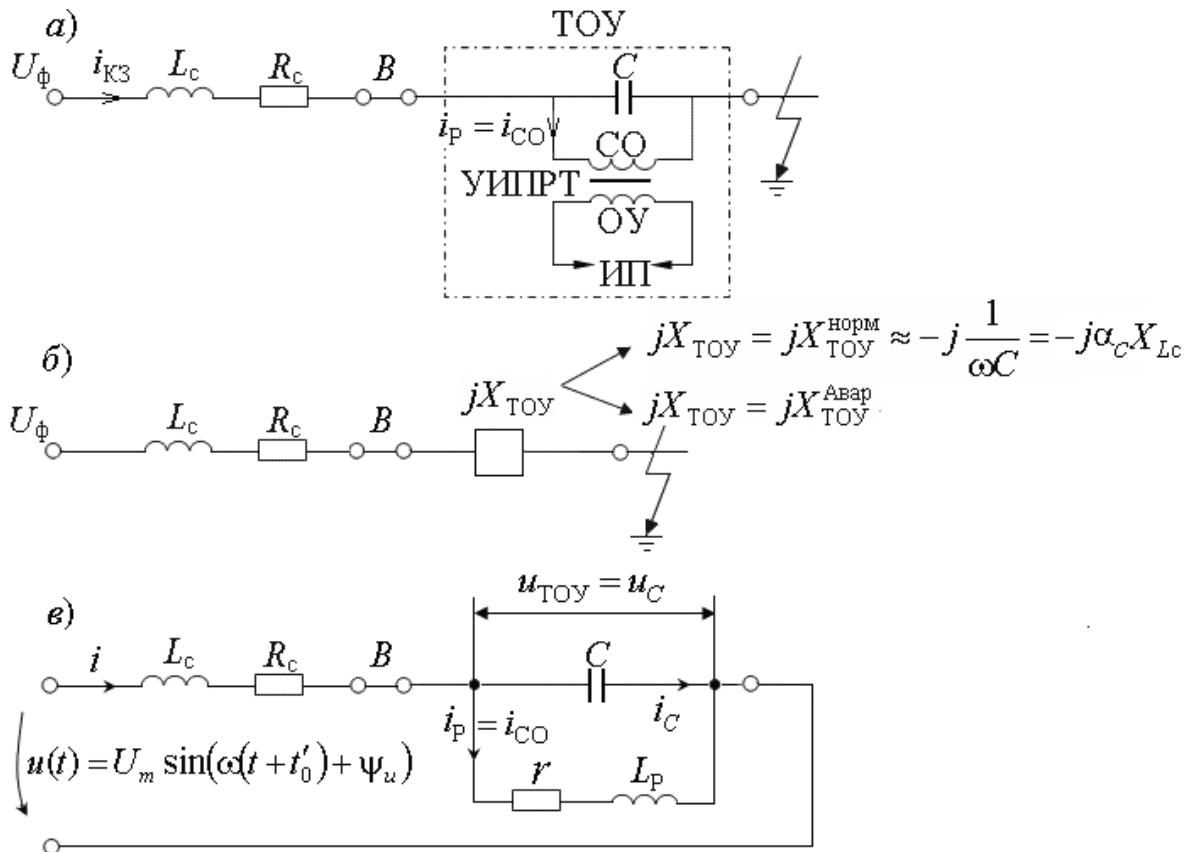 а)
ТОУ
U_ф
i_КЗ
L_с
R_с
B
C
i_Р = i_СО
СО
УИПРТ
ОУ
ИП
б)
jX_ТОУ = jX_ТОУ^норм ≈ −j 1/ωC = −jα_C X_Lс
jX_ТОУ
jX_ТОУ = jX_ТОУ^Авар
U_ф
L_с
R_с
B
в)
u_ТОУ = u_C
i
L_с
R_с
B
C
i_Р = i_СО
i_C
u(t) = U_m sin(ω(t + t′_0) + ψ_u)
r
L_Р